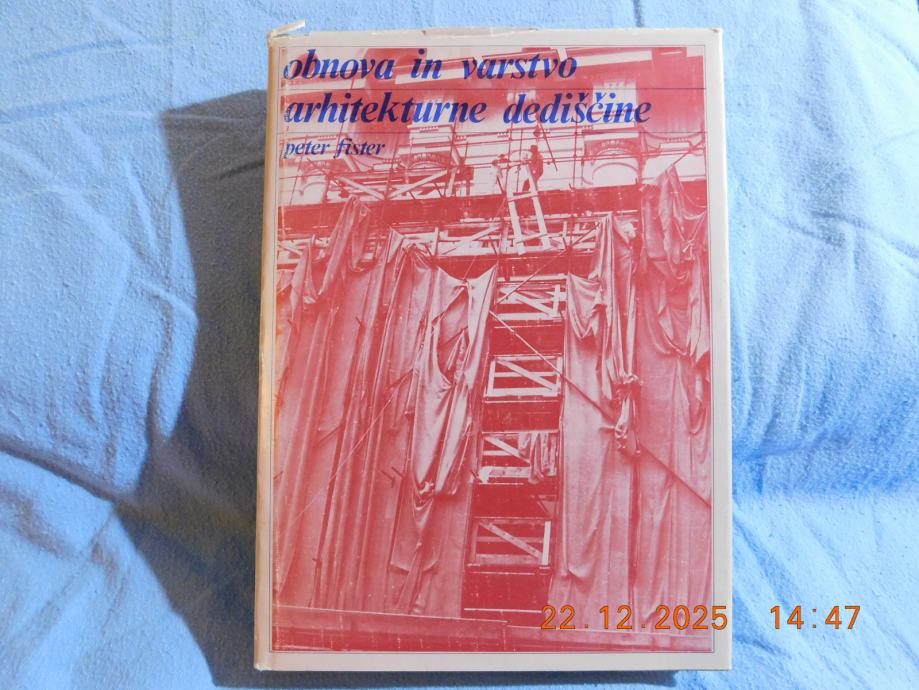 obnova in varstvo
arhitekturne dediščine
peter fister
22.12.2025 14:47